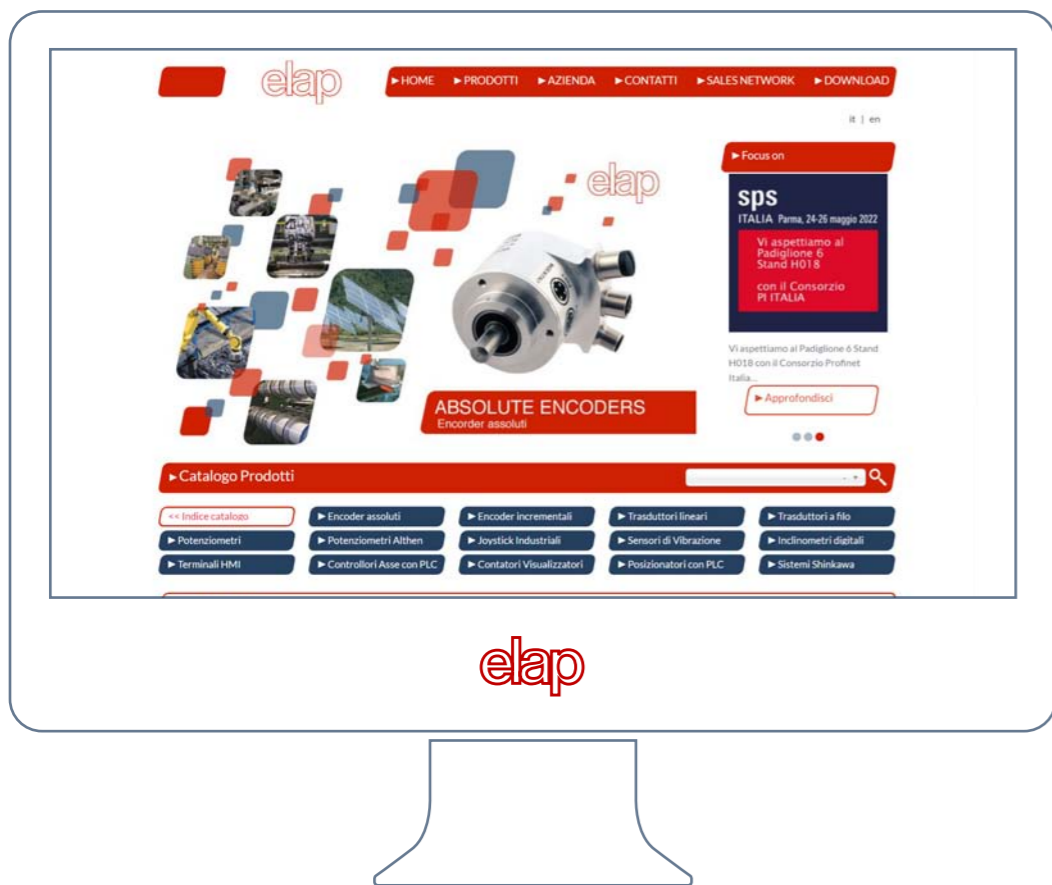 elap
►HOME ►PRODOTTI ►AZIENDA ►CONTATTI ►SALES NETWORK ►DOWNLOAD
it | en
►Focus on
elap
sps
ITALIA Parma, 24-26 maggio 2022
Vi aspettiamo al
Padiglione 6
Stand H018
con il Consorzio
PI ITALIA
Vi aspettiamo al Padiglione 6 Stand
H018 con il Consorzio Profinet
Italia...
►Approfondisci
ABSOLUTE ENCODERS
Encorder assoluti
►Catalogo Prodotti
<< Indice catalogo ►Encoder assoluti ►Encoder incrementali ►Trasduttori lineari ►Trasduttori a filo
►Potenziometri ►Potenziometri Althen ►Joystick Industriali ►Sensori di Vibrazione ►Inclinometri digitali
►Terminali HMI ►Controllori Asse con PLC ►Contatori Visualizzatori ►Posizionatori con PLC ►Sistemi Shinkawa
elap